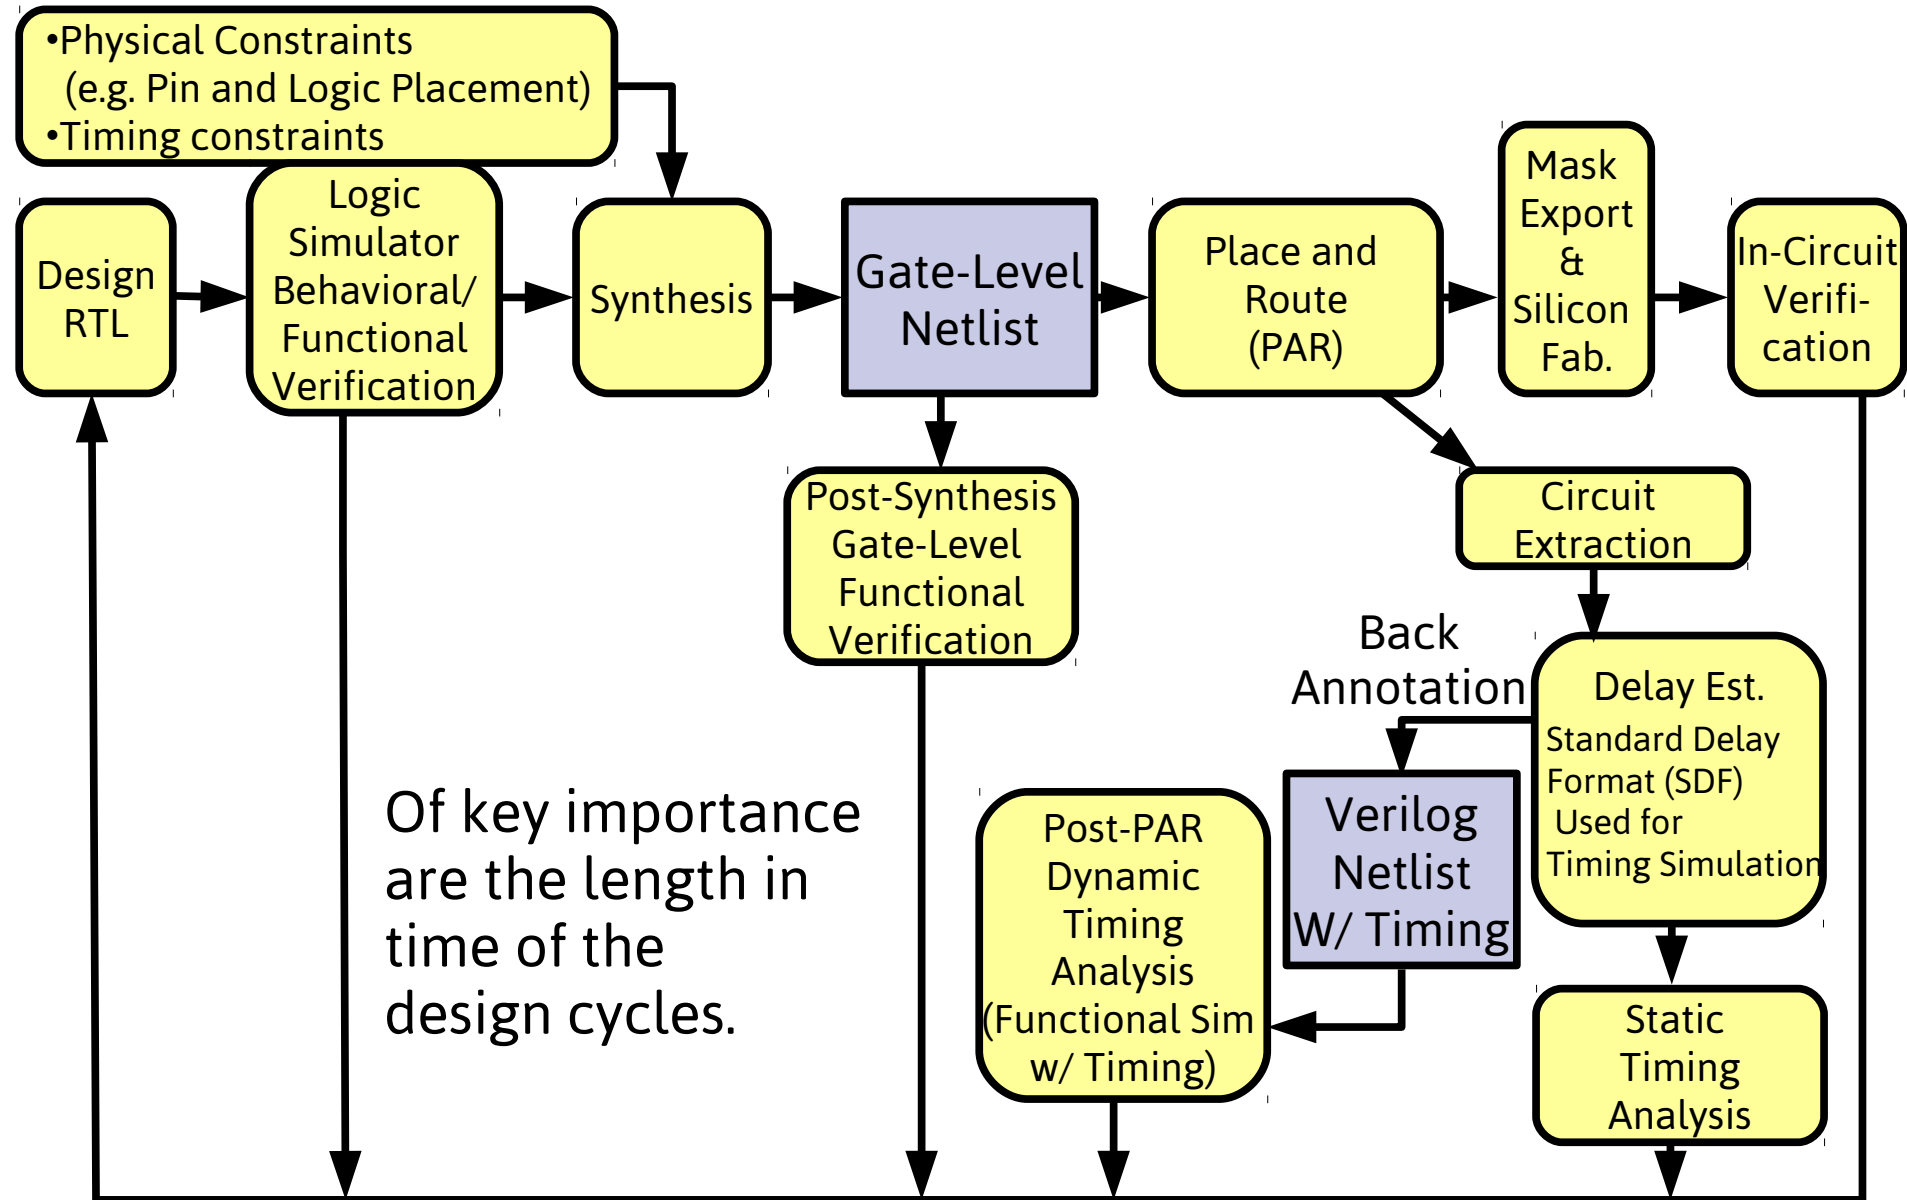 •Physical Constraints
(e.g. Pin and Logic Placement)
•Timing constraints
Design
RTL
Logic
Simulator
Behavioral/
Functional
Verification
Synthesis
Gate-Level
Netlist
Place and
Route
(PAR)
Mask
Export
&
Silicon
Fab.
In-Circuit
Verifi-
cation
Post-Synthesis
Gate-Level
Functional
Verification
Circuit
Extraction
Back
Annotation
Delay Est.
Standard Delay
Format (SDF)
Used for
Timing Simulation
Verilog
Netlist
W/ Timing
Post-PAR
Dynamic
Timing
Analysis
(Functional Sim
w/ Timing)
Static
Timing
Analysis
Of key importance
are the length in
time of the
design cycles.